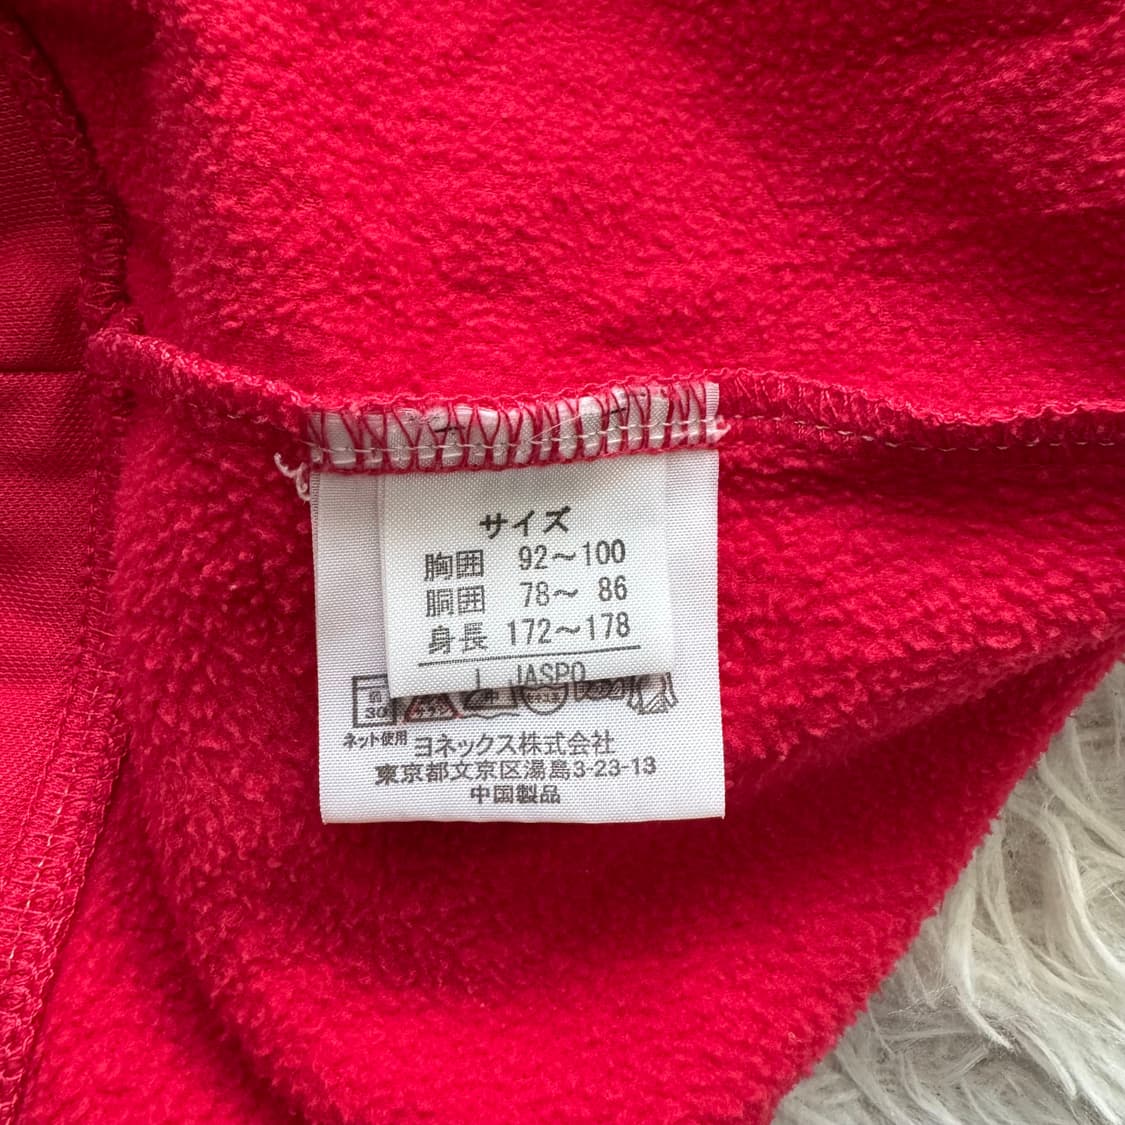 サイズ
胸囲 92～100
胴囲 78～ 86
身長 172～178
L JASPO
30
ネット使用
ヨネックス株式会社
東京都文京区湯島3-23-13
中国製品